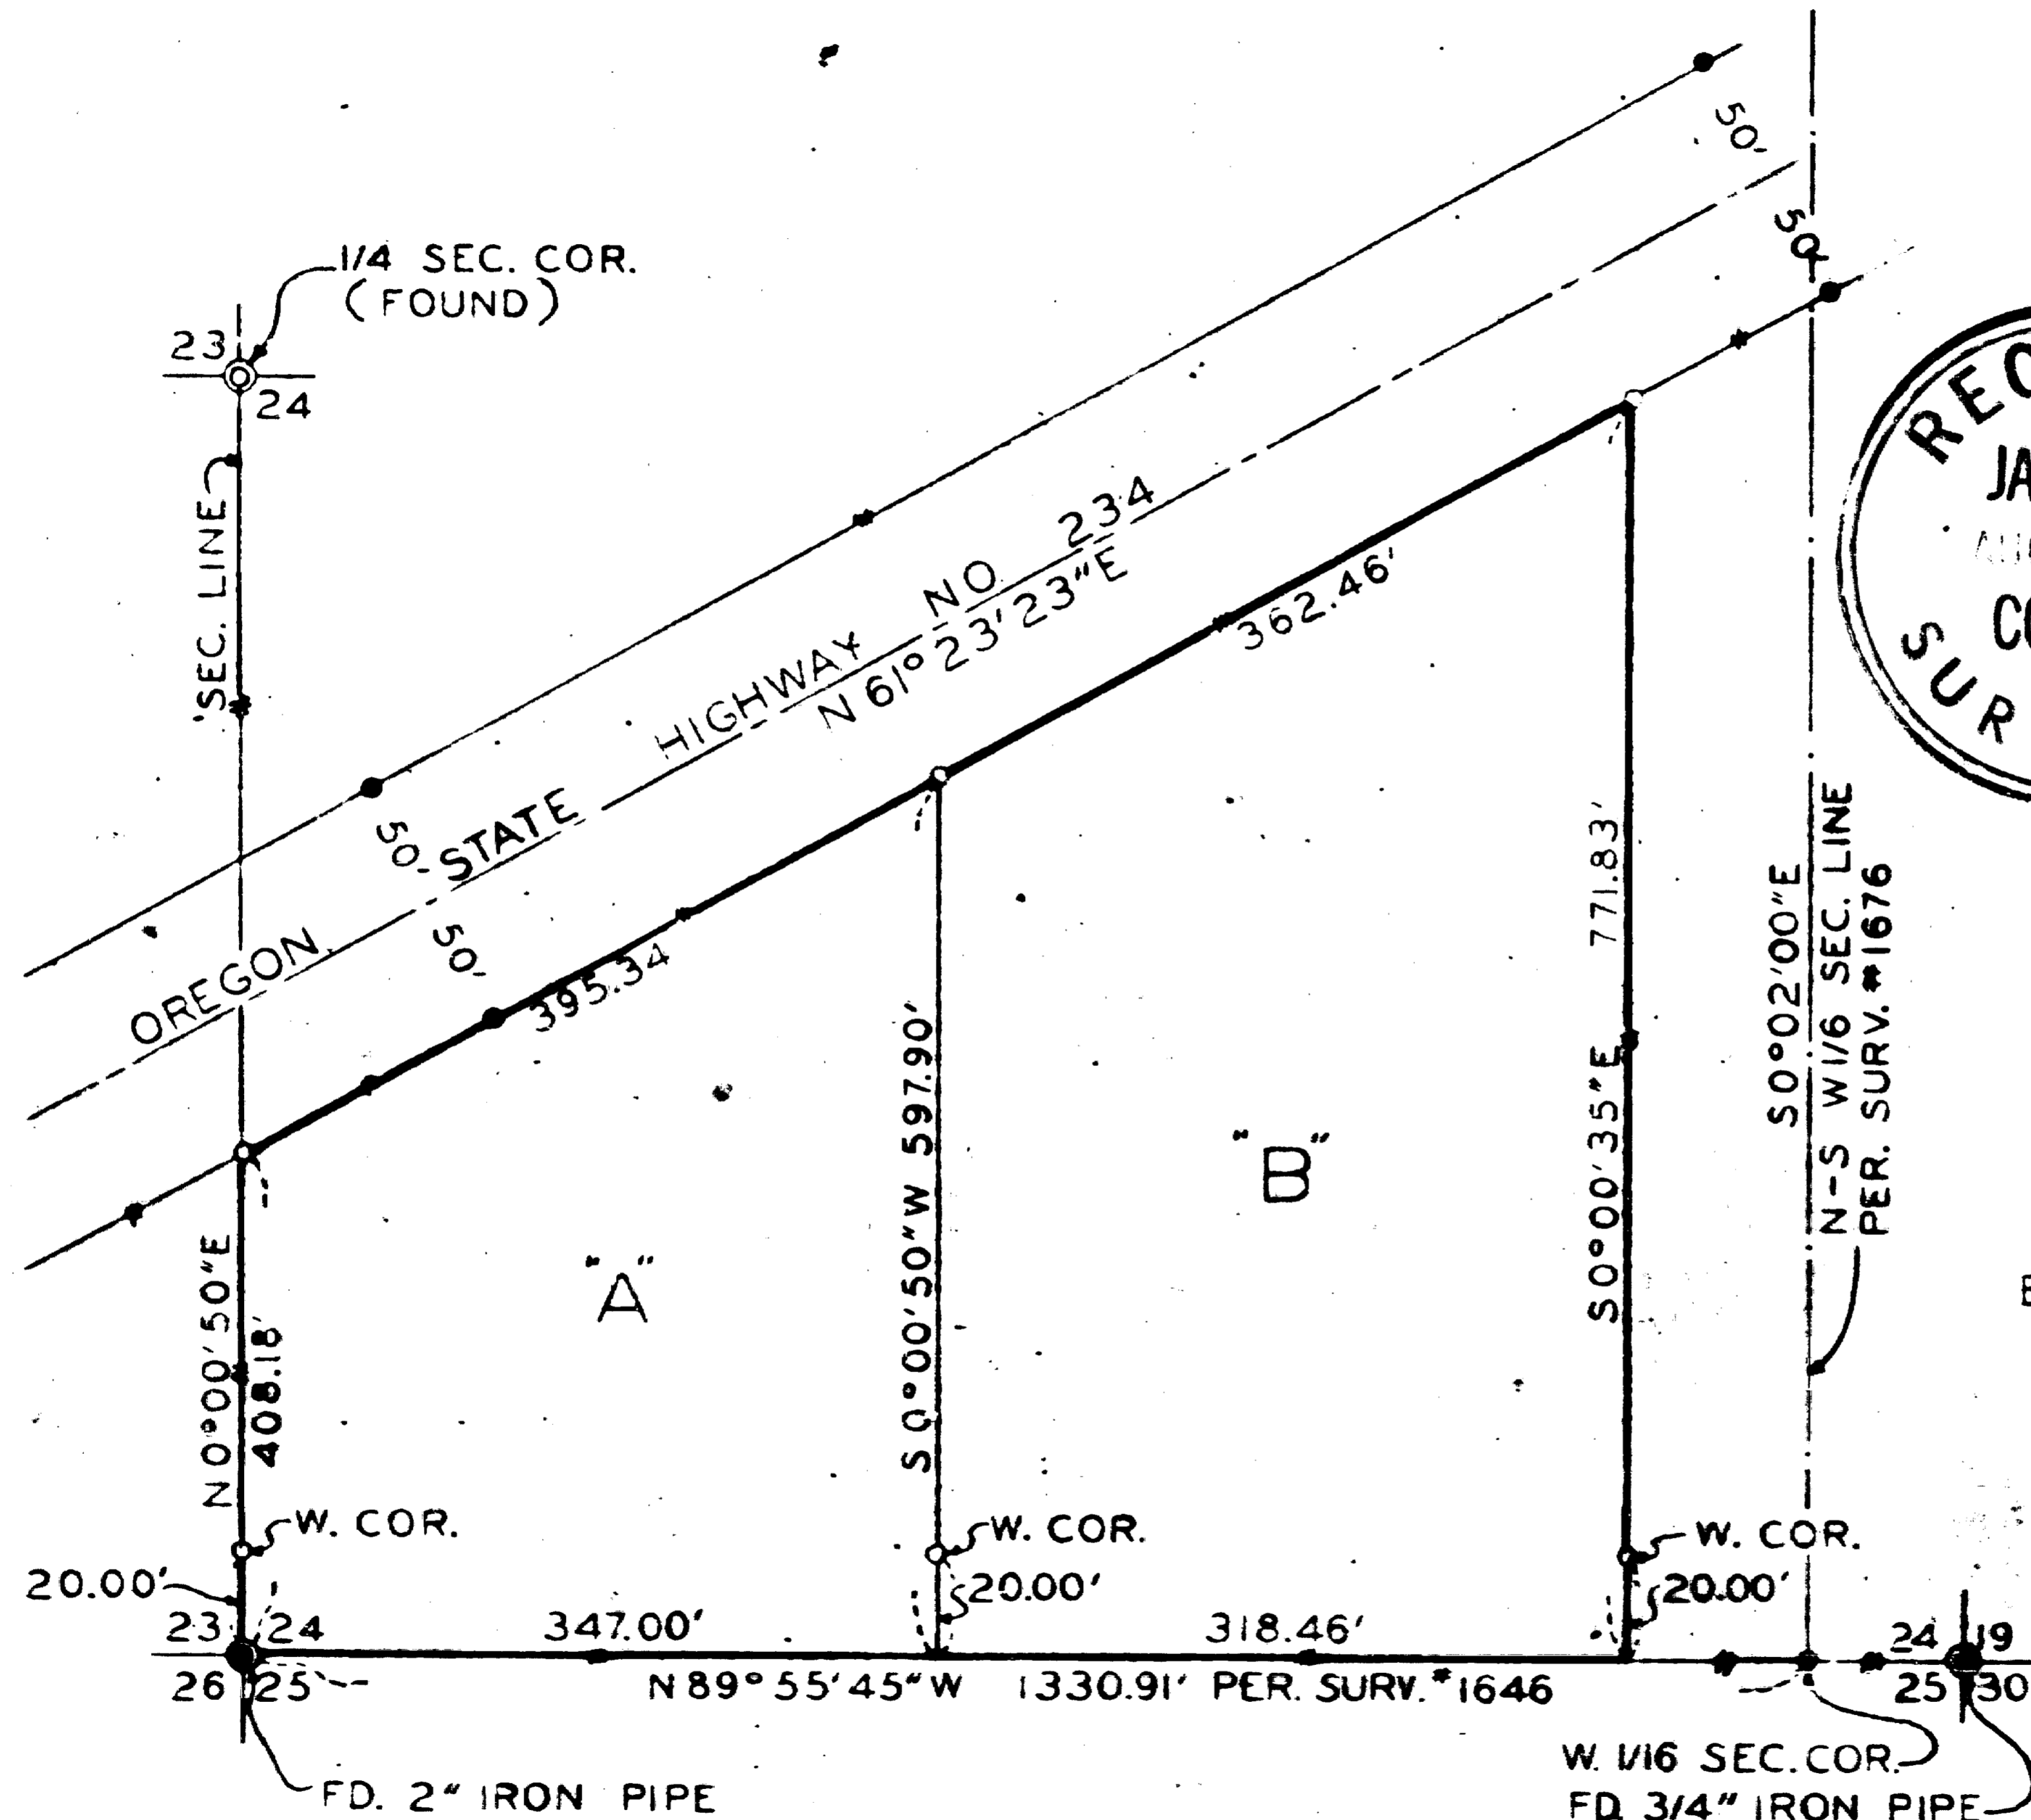 50'
50'
1/4 SEC. COR.
(FOUND)
23
24
SEC. LINE
OREGON STATE HIGHWAY NO 234
N 61° 23' 23" E
50'
50'
395.34
362.46'
"A"
"B"
N 0° 00' 50" E
408.18'
S 0° 00' 50" W 597.90'
S 0° 00' 35" E 771.83'
S 0° 02' 00" E
N-S W 1/16 SEC. LINE
PER. SURV. #1676
SUR
W. COR.
20.00'
W. COR.
20.00'
W. COR.
20.00'
23 24
26 25
347.00'
318.46'
N 89° 55' 45" W 1330.91' PER. SURV. #1646
24 19
25 30
FD. 2" IRON PIPE
W. 1/16 SEC. COR.
FD. 3/4" IRON PIPE